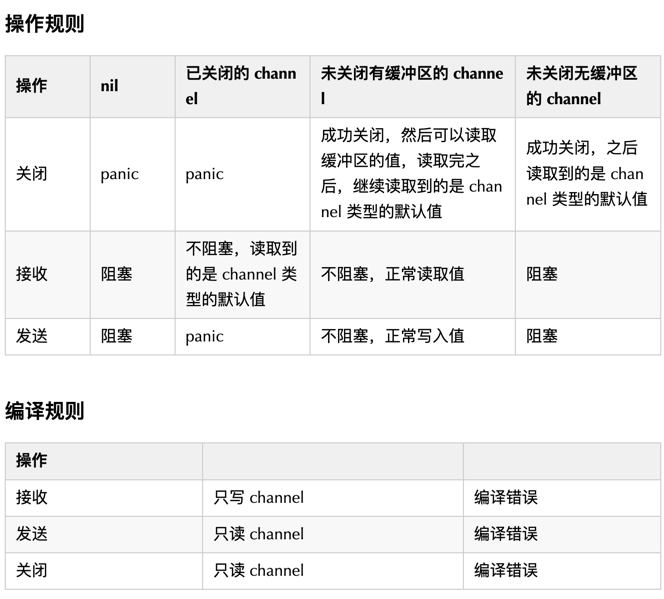 操作规则
操作 nil 已关闭的 chann 未关闭有缓冲区的 channe 未关闭无缓冲区
el l 的 channel
关闭 panic panic 成功关闭，然后可以读取 成功关闭，之后
缓冲区的值，读取完之 读取到的是 chan
后，继续读取到的是 chan nel 类型的默认值
nel 类型的默认值
接收 阻塞 不阻塞，读取到 不阻塞，正常读取值 阻塞
的是 channel 类
型的默认值
发送 阻塞 panic 不阻塞，正常写入值 阻塞
编译规则
操作
接收 只写 channel 编译错误
发送 只读 channel 编译错误
关闭 只读 channel 编译错误